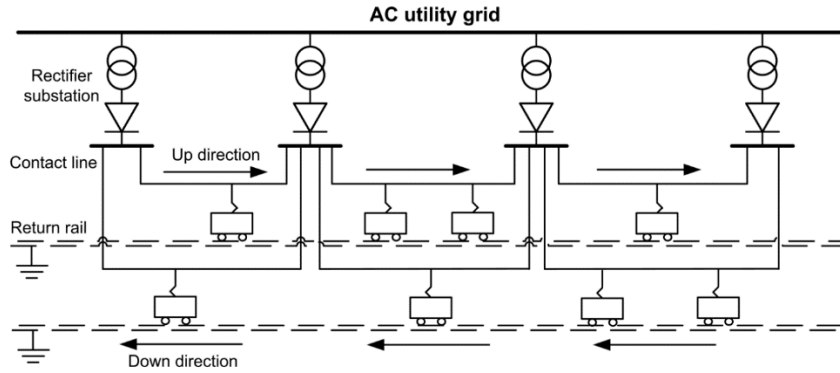 AC utility grid
Rectifier
substation
Contact line
Up direction
Return rail
Down direction